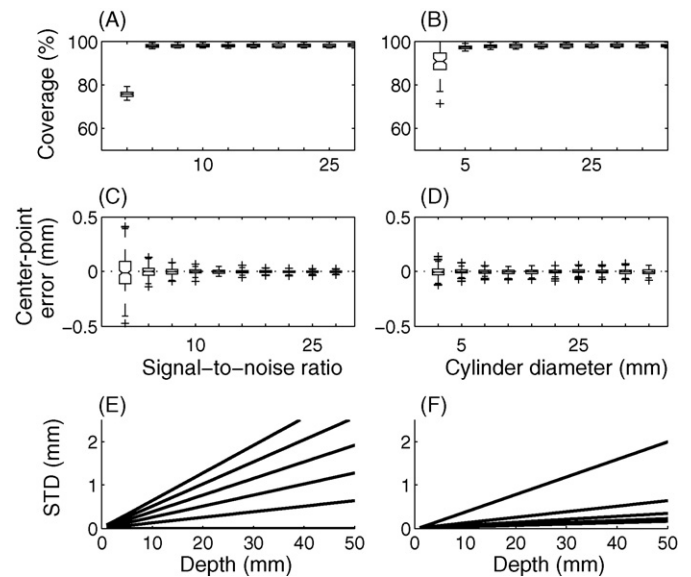 (A) (B)
Coverage (%)
100
80
60
10 25
100
80
60
5 25
(C) (D)
Center-point
error (mm)
0.5
0
−0.5
10 25
Signal-to-noise ratio
0.5
0
−0.5
5 25
Cylinder diameter (mm)
(E) (F)
STD (mm)
2
1
0
0 10 20 30 40 50
Depth (mm)
2
1
0
0 10 20 30 40 50
Depth (mm)